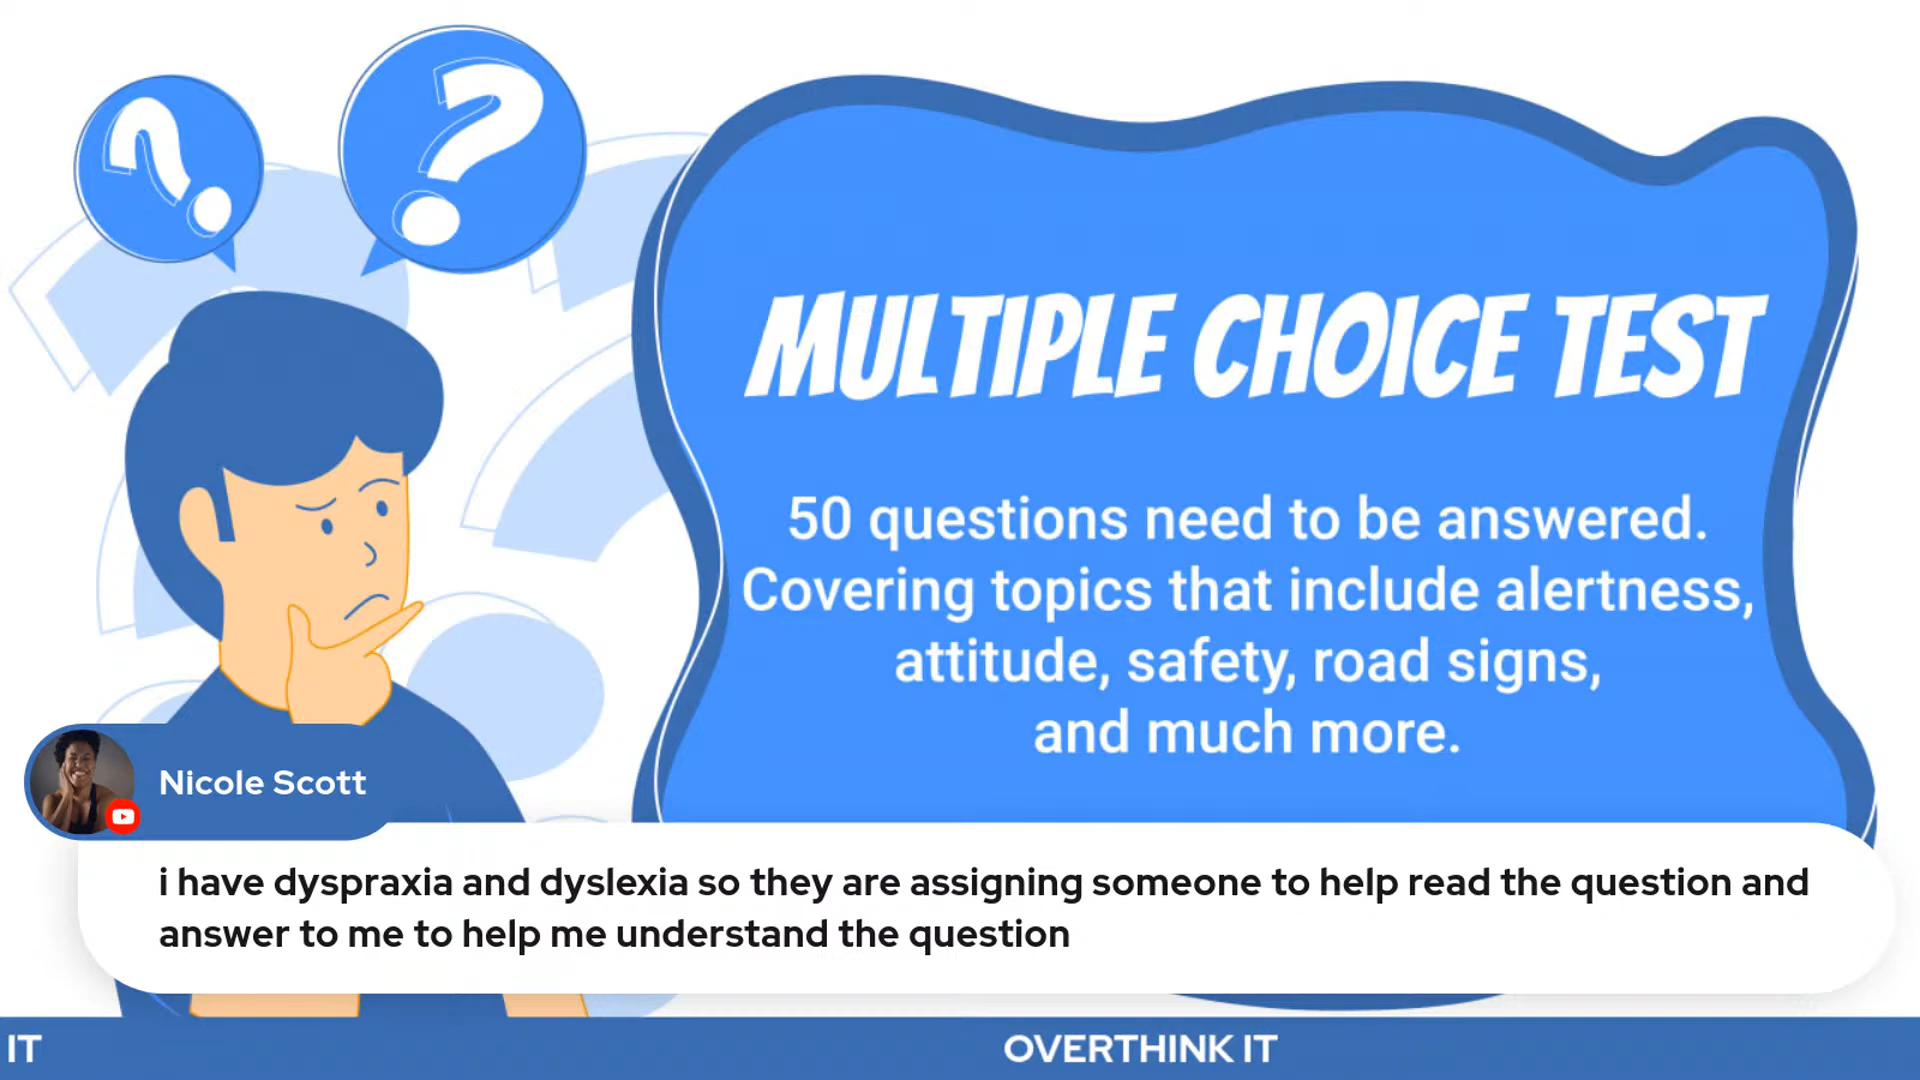 MULTIPLE CHOICE TEST
50 questions need to be answered.
Covering topics that include alertness,
attitude, safety, road signs,
and much more.
Nicole Scott
i have dyspraxia and dyslexia so they are assigning someone to help read the question and
answer to me to help me understand the question
IT
OVERTHINK IT